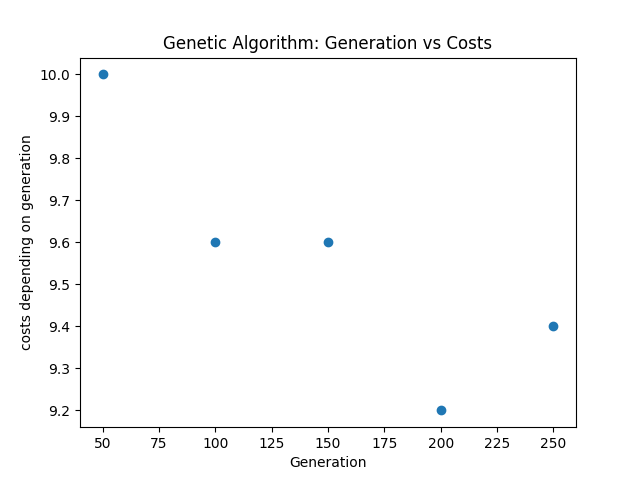 Genetic Algorithm: Generation vs Costs
costs depending on generation
10.0
9.9
9.8
9.7
9.6
9.5
9.4
9.3
9.2
50 75 100 125 150 175 200 225 250
Generation